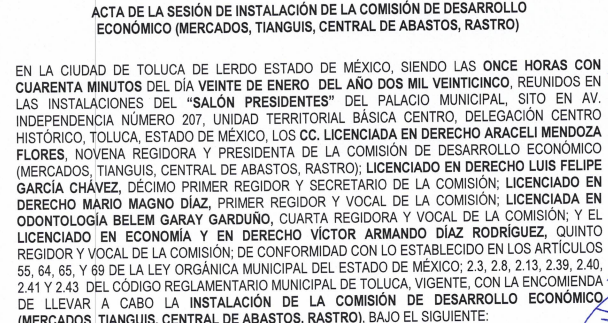 ACTA DE LA SESIÓN DE INSTALACIÓN DE LA COMISIÓN DE DESARROLLO
ECONÓMICO (MERCADOS, TIANGUIS, CENTRAL DE ABASTOS, RASTRO)
EN LA CIUDAD DE TOLUCA DE LERDO ESTADO DE MÉXICO, SIENDO LAS ONCE HORAS CON
CUARENTA MINUTOS DEL DÍA VEINTE DE ENERO DEL AÑO DOS MIL VEINTICINCO, REUNIDOS EN
LAS INSTALACIONES DEL "SALÓN PRESIDENTES" DEL PALACIO MUNICIPAL, SITO EN AV.
INDEPENDENCIA NÚMERO 207, UNIDAD TERRITORIAL BÁSICA CENTRO, DELEGACIÓN CENTRO
HISTÓRICO, TOLUCA, ESTADO DE MÉXICO, LOS CC. LICENCIADA EN DERECHO ARACELI MENDOZA
FLORES, NOVENA REGIDORA Y PRESIDENTA DE LA COMISIÓN DE DESARROLLO ECONÓMICO
(MERCADOS, TIANGUIS, CENTRAL DE ABASTOS, RASTRO); LICENCIADO EN DERECHO LUIS FELIPE
GARCÍA CHÁVEZ, DÉCIMO PRIMER REGIDOR Y SECRETARIO DE LA COMISIÓN; LICENCIADO EN
DERECHO MARIO MAGNO DÍAZ, PRIMER REGIDOR Y VOCAL DE LA COMISIÓN; LICENCIADA EN
ODONTOLOGÍA BELEM GARAY GARDUÑO, CUARTA REGIDORA Y VOCAL DE LA COMISIÓN; Y EL
LICENCIADO EN ECONOMÍA Y EN DERECHO VÍCTOR ARMANDO DÍAZ RODRÍGUEZ, QUINTO
REGIDOR Y VOCAL DE LA COMISIÓN; DE CONFORMIDAD CON LO ESTABLECIDO EN LOS ARTÍCULOS
55, 64, 65, Y 69 DE LA LEY ORGÁNICA MUNICIPAL DEL ESTADO DE MÉXICO; 2.3, 2.8, 2.13, 2.39, 2.40,
2.41 Y 2.43 DEL CÓDIGO REGLAMENTARIO MUNICIPAL DE TOLUCA, VIGENTE, CON LA ENCOMIENDA
DE LLEVAR A CABO LA INSTALACIÓN DE LA COMISIÓN DE DESARROLLO ECONÓMICO
(MERCADOS, TIANGUIS, CENTRAL DE ABASTOS, RASTRO), BAJO EL SIGUIENTE: